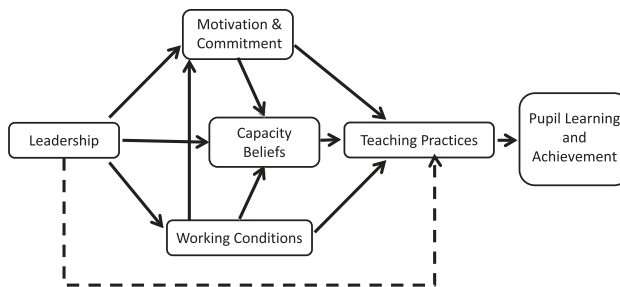 Motivation &
Commitment
Leadership
Capacity
Beliefs
Teaching Practices
Pupil Learning
and
Achievement
Working Conditions